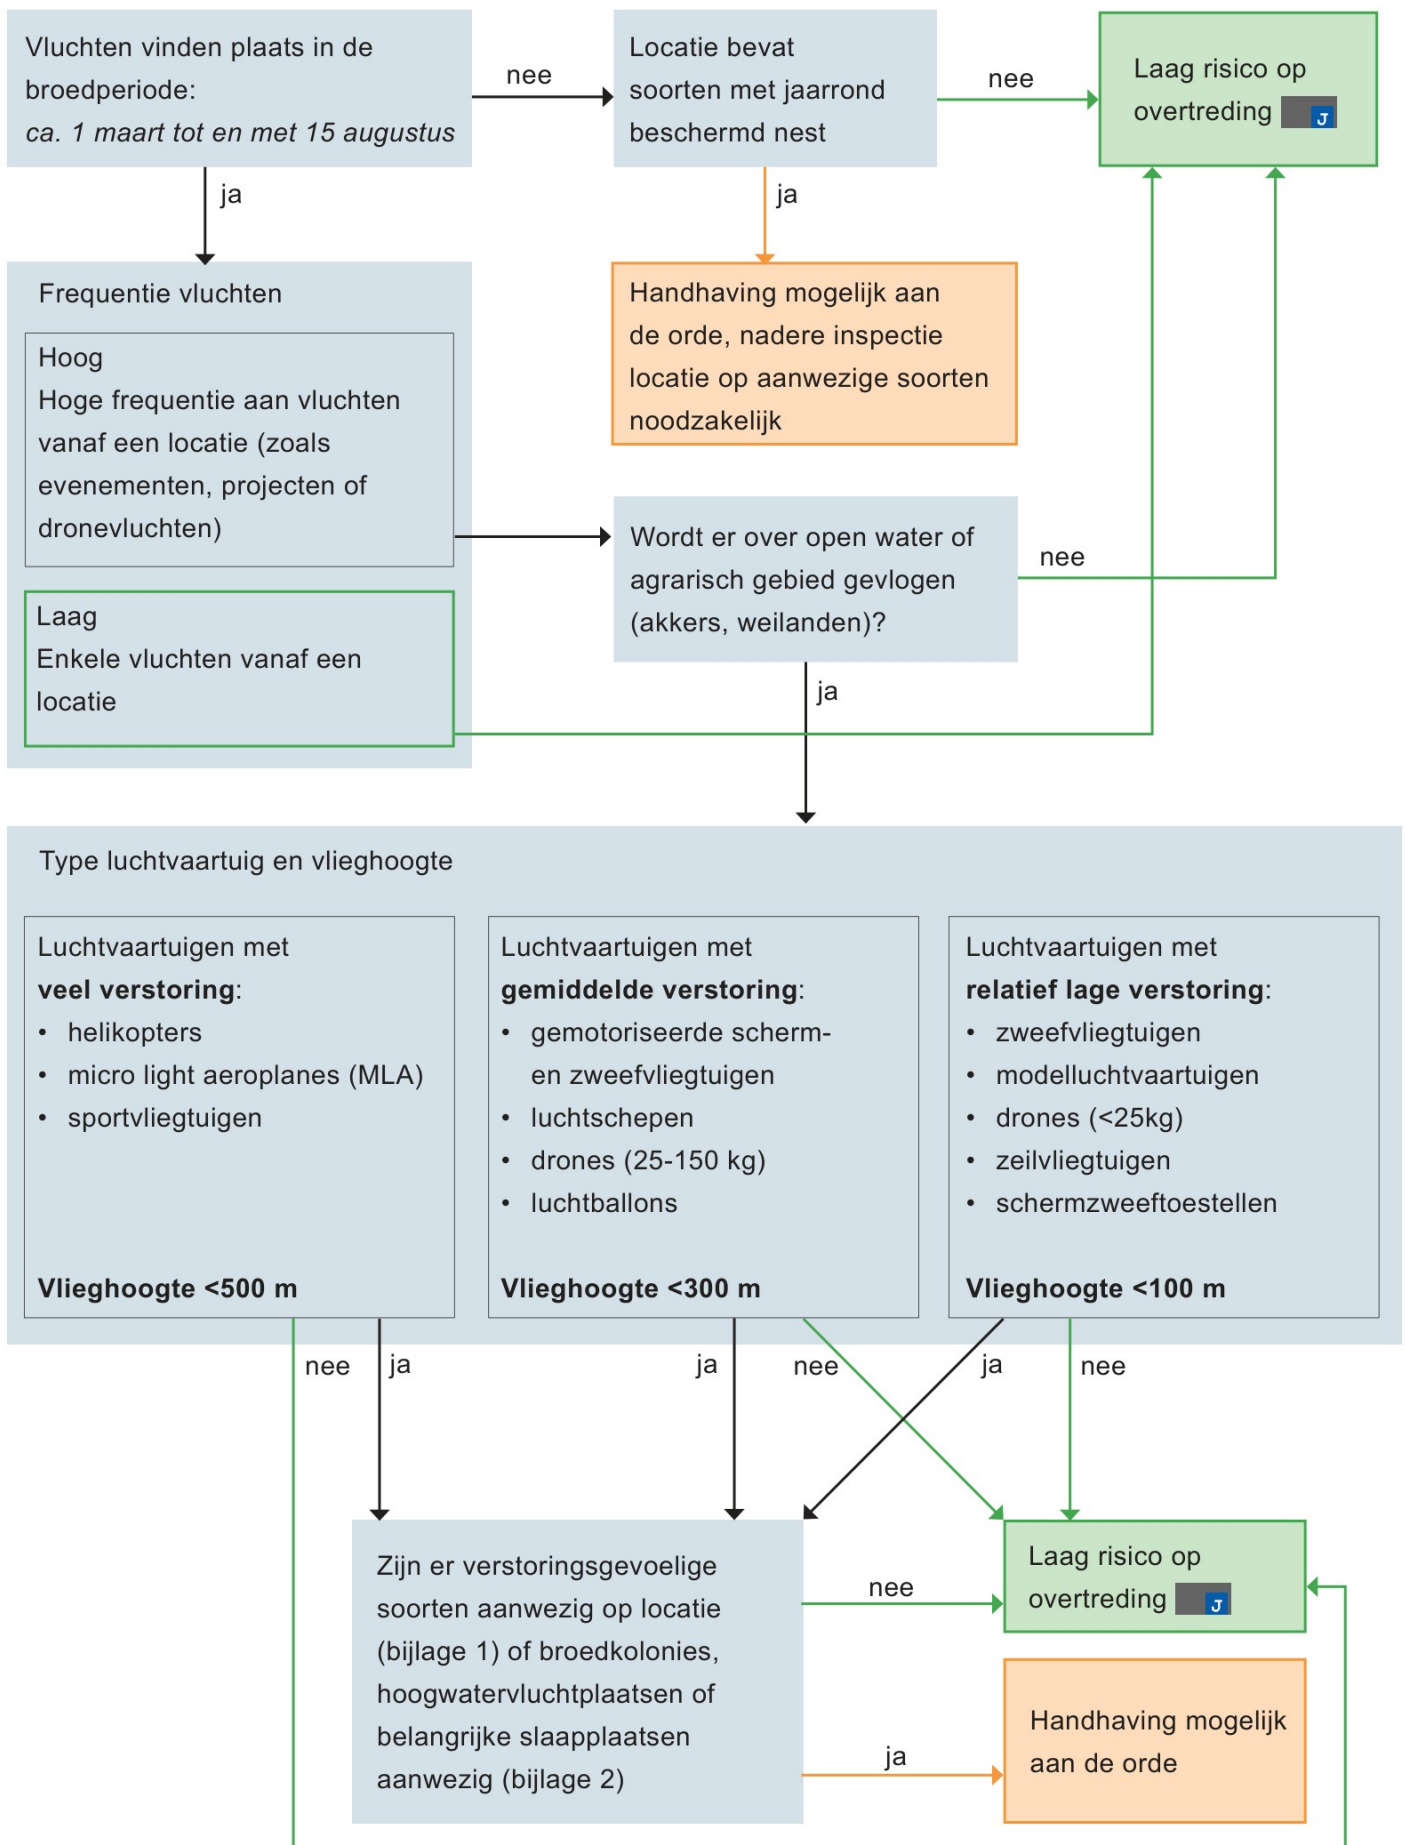 Vluchten vinden plaats in de
broedperiode:
ca. 1 maart tot en met 15 augustus
nee
Locatie bevat
soorten met jaarrond
beschermd nest
nee
Laag risico op
overtreding J
ja
ja
Frequentie vluchten
Hoog
Hoge frequentie aan vluchten
vanaf een locatie (zoals
evenementen, projecten of
dronevluchten)
Laag
Enkele vluchten vanaf een
locatie
Handhaving mogelijk aan
de orde, nadere inspectie
locatie op aanwezige soorten
noodzakelijk
Wordt er over open water of
agrarisch gebied gevlogen
(akkers, weilanden)?
nee
ja
Type luchtvaartuig en vlieghoogte
Luchtvaartuigen met
veel verstoring:
• helikopters
• micro light aeroplanes (MLA)
• sportvliegtuigen
Vlieghoogte <500 m
Luchtvaartuigen met
gemiddelde verstoring:
• gemotoriseerde scherm-
en zweefvliegtuigen
• luchtschepen
• drones (25-150 kg)
• luchtballons
Vlieghoogte <300 m
Luchtvaartuigen met
relatief lage verstoring:
• zweefvliegtuigen
• modelluchtvaartuigen
• drones (<25kg)
• zeilvliegtuigen
• schermzweeftoestellen
Vlieghoogte <100 m
nee
ja
ja
nee
ja
nee
Zijn er verstoringsgevoelige
soorten aanwezig op locatie
(bijlage 1) of broedkolonies,
hoogwatervluchtplaatsen of
belangrijke slaapplaatsen
aanwezig (bijlage 2)
nee
Laag risico op
overtreding J
ja
Handhaving mogelijk
aan de orde